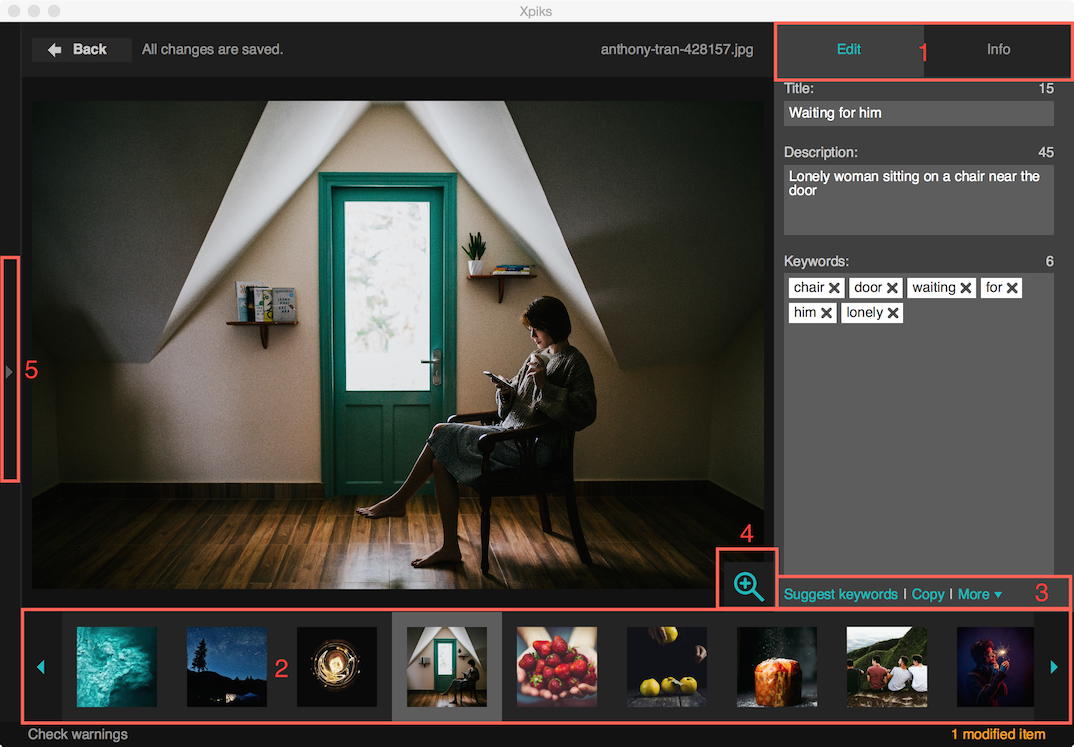 Xpiks
Back
All changes are saved.
anthony-tran-428157.jpg
Edit
1
Info
Title:
15
Waiting for him
Description:
45
Lonely woman sitting on a chair near the
door
Keywords:
6
chair
door
waiting
for
him
lonely
5
4
Suggest keywords | Copy | More
3
2
Check warnings
1 modified item